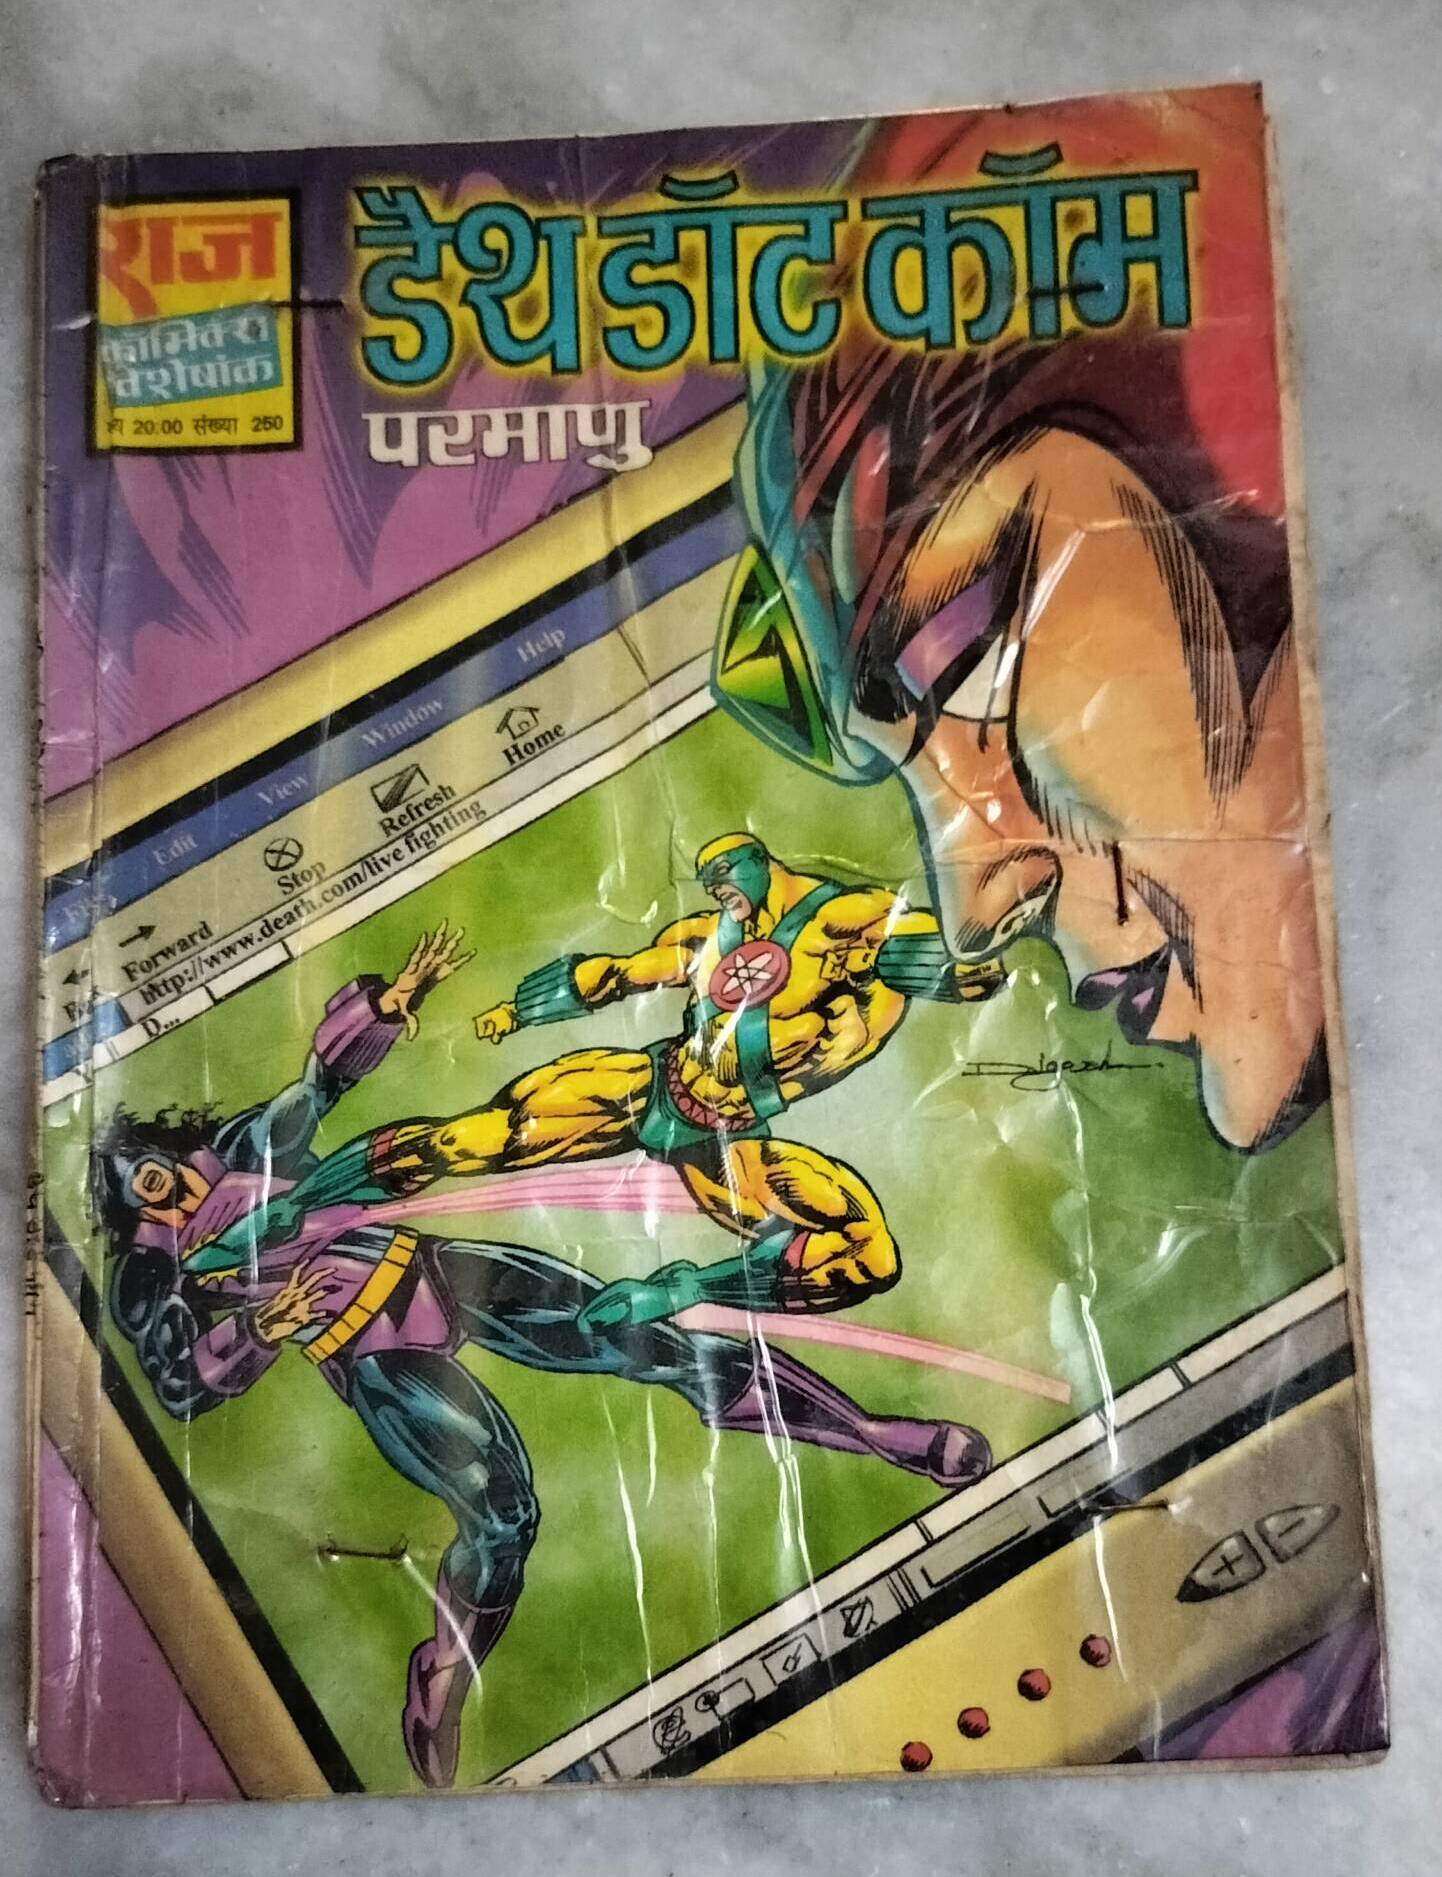 राज
कॉमिक्स
विशेषांक
20.00 संख्या 250
डैथ डॉट कॉम
परमाणु
Edit View Window Help
Forward Stop Refresh Home
http://www.death.com/live fighting
D...